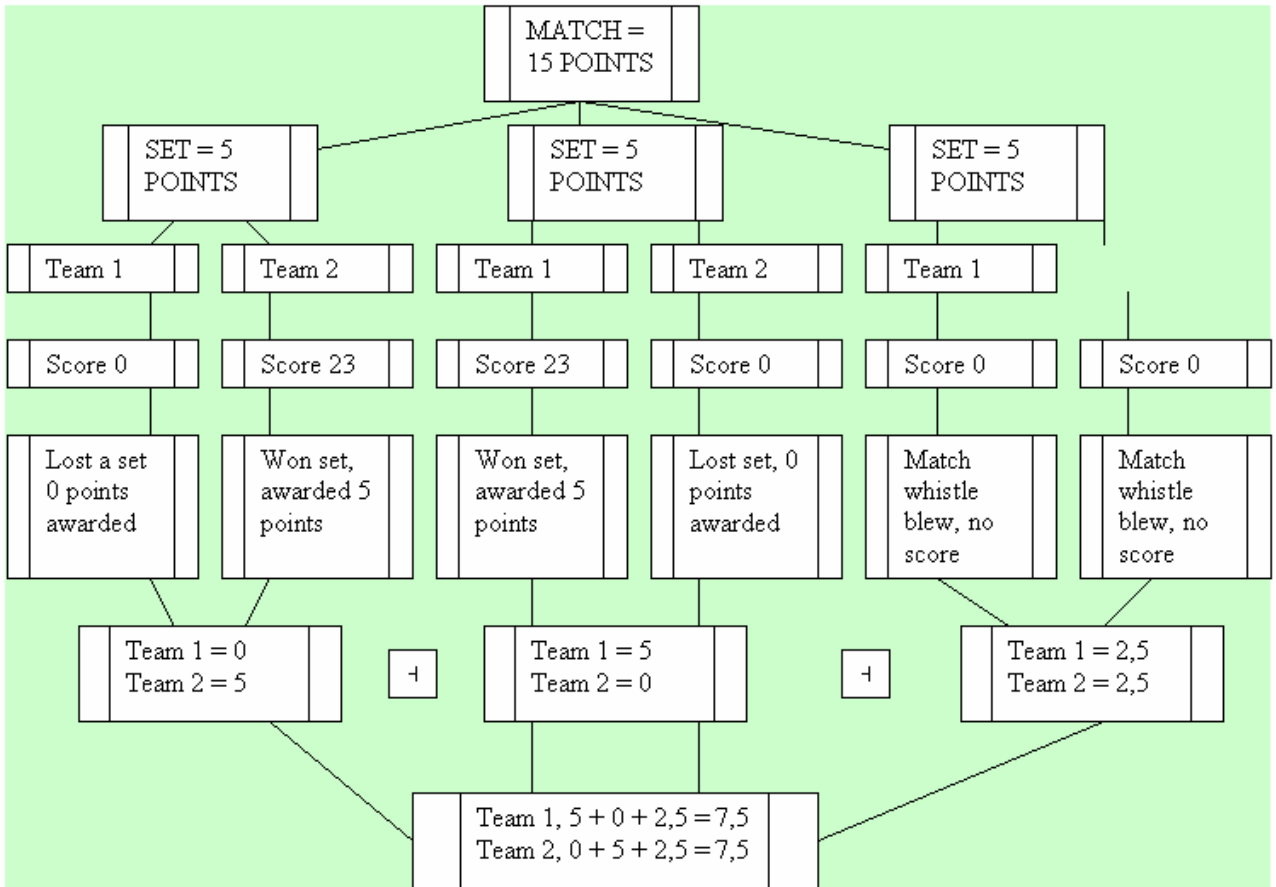 MATCH =
15 POINTS
SET = 5
POINTS
SET = 5
POINTS
SET = 5
POINTS
Team 1
Team 2
Team 1
Team 2
Team 1
Score 0
Score 23
Score 23
Score 0
Score 0
Score 0
Lost a set
0 points
awarded
Won set,
awarded 5
points
Won set,
awarded 5
points
Lost set, 0
points
awarded
Match
whistle
blew, no
score
Match
whistle
blew, no
score
Team 1 = 0
Team 2 = 5
Team 1 = 5
Team 2 = 0
Team 1 = 2,5
Team 2 = 2,5
Team 1, 5 + 0 + 2,5 = 7,5
Team 2, 0 + 5 + 2,5 = 7,5